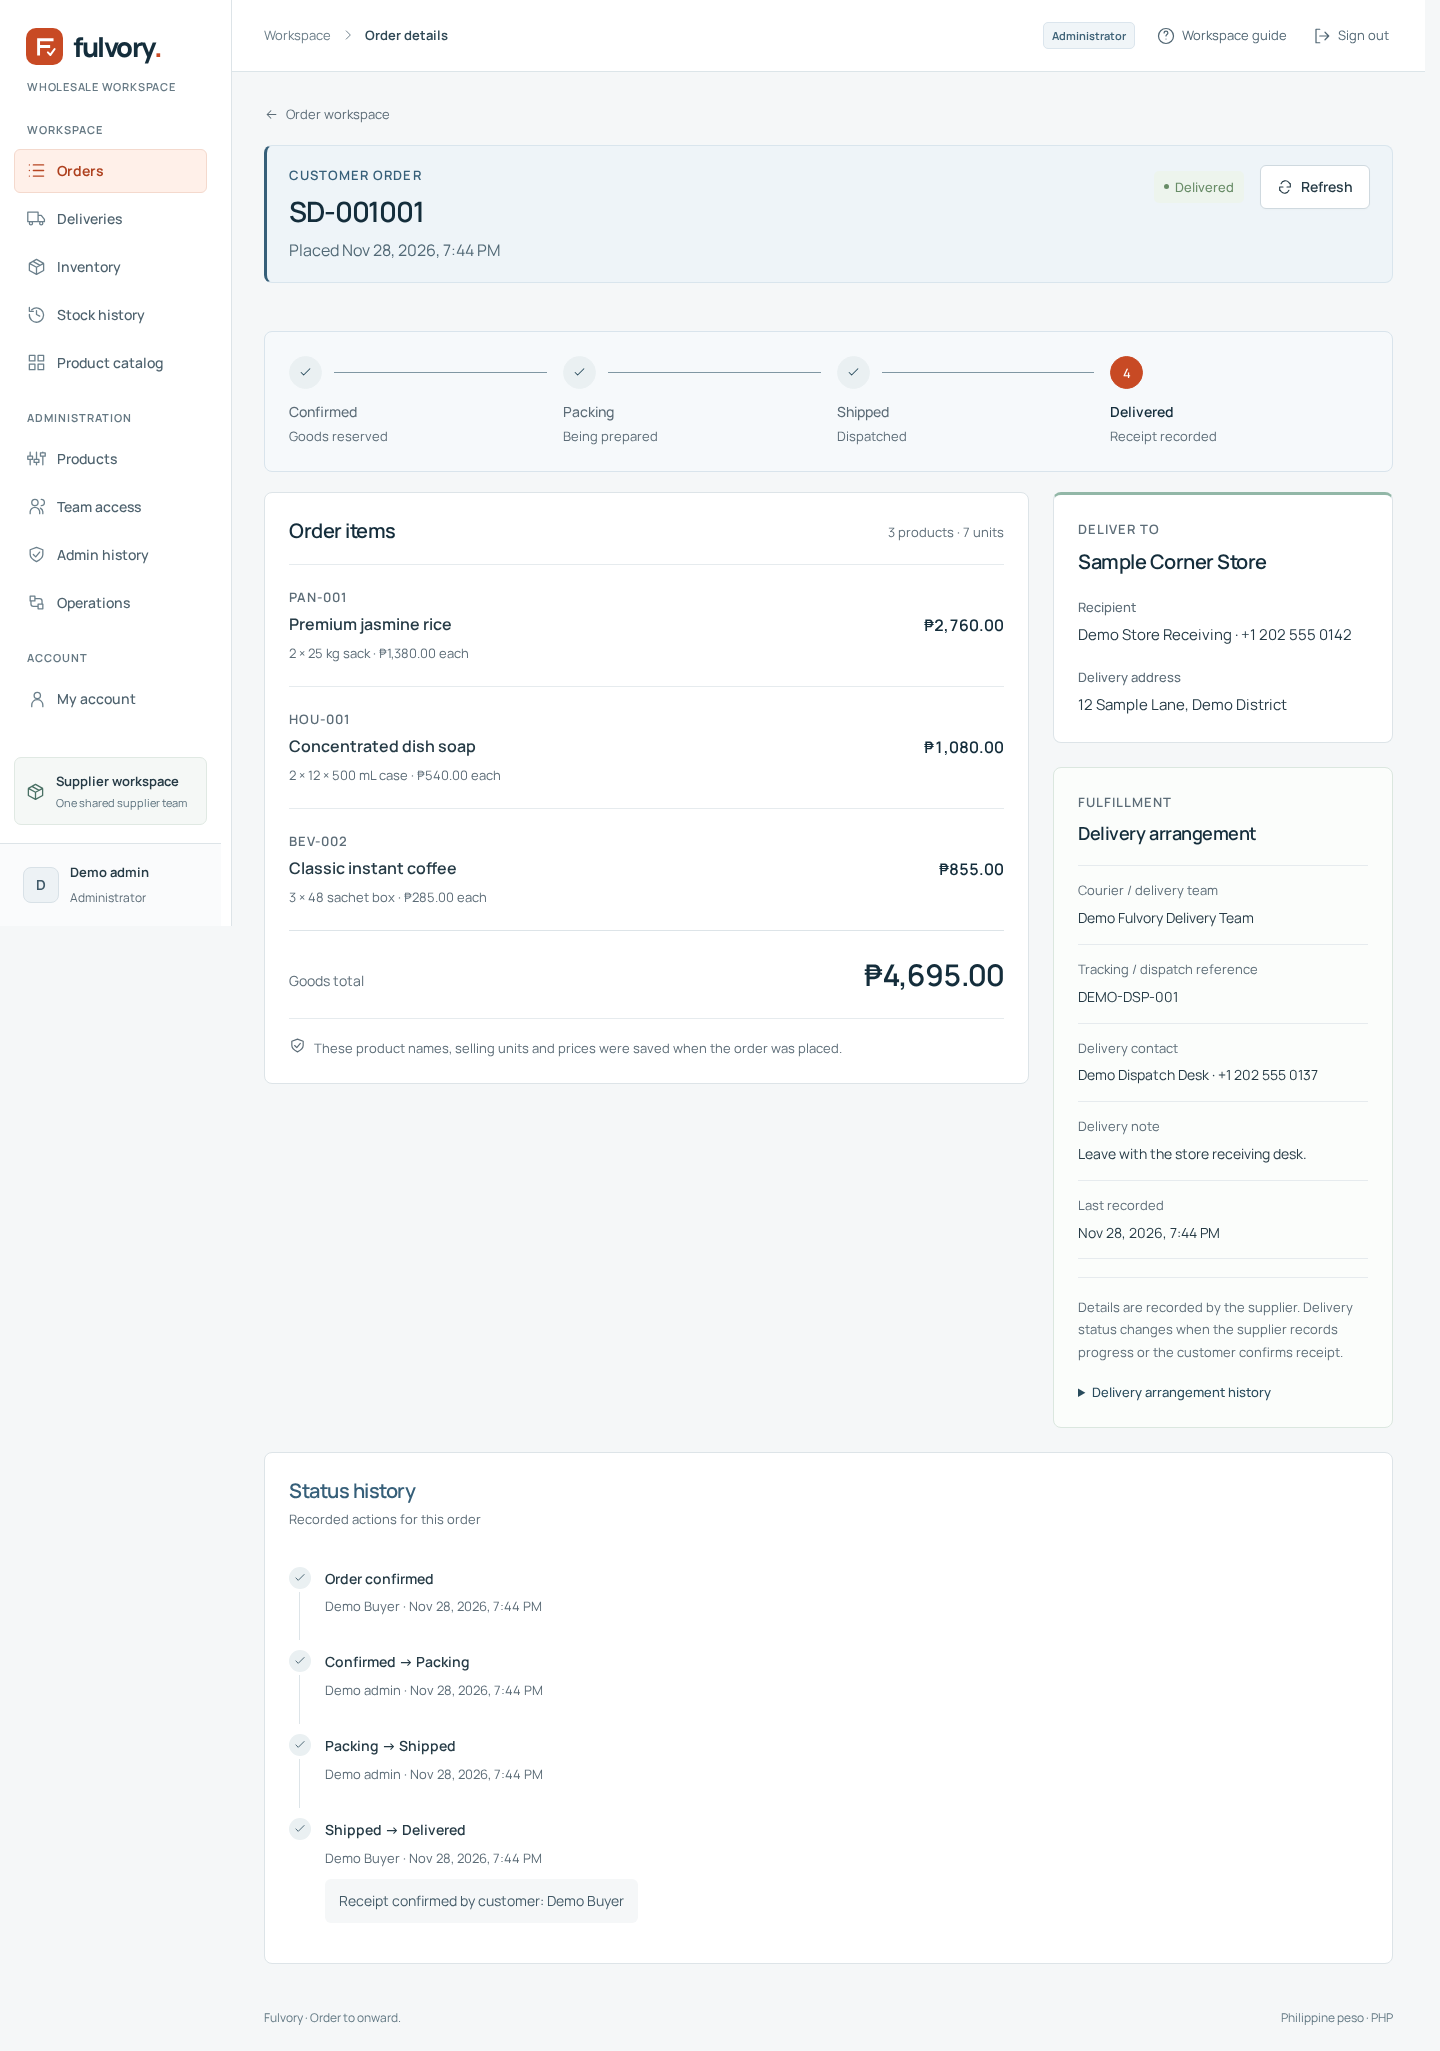 fulvory.
WHOLESALE WORKSPACE
WORKSPACE
Orders
Deliveries
Inventory
Stock history
Product catalog
ADMINISTRATION
Products
Team access
Admin history
Operations
ACCOUNT
My account
Supplier workspace
One shared supplier team
D
Demo admin
Administrator
Workspace
Order details
Administrator
Workspace guide
Sign out
← Order workspace
CUSTOMER ORDER
SD-001001
Placed Nov 28, 2026, 7:44 PM
Delivered
Refresh
Confirmed
Goods reserved
Packing
Being prepared
Shipped
Dispatched
4
Delivered
Receipt recorded
Order items
3 products · 7 units
PAN-001
Premium jasmine rice
₱2,760.00
2 × 25 kg sack · ₱1,380.00 each
HOU-001
Concentrated dish soap
₱1,080.00
2 × 12 × 500 mL case · ₱540.00 each
BEV-002
Classic instant coffee
₱855.00
3 × 48 sachet box · ₱285.00 each
Goods total
₱4,695.00
These product names, selling units and prices were saved when the order was placed.
DELIVER TO
Sample Corner Store
Recipient
Demo Store Receiving · +1 202 555 0142
Delivery address
12 Sample Lane, Demo District
FULFILLMENT
Delivery arrangement
Courier / delivery team
Demo Fulvory Delivery Team
Tracking / dispatch reference
DEMO-DSP-001
Delivery contact
Demo Dispatch Desk · +1 202 555 0137
Delivery note
Leave with the store receiving desk.
Last recorded
Nov 28, 2026, 7:44 PM
Details are recorded by the supplier. Delivery
status changes when the supplier records
progress or the customer confirms receipt.
Delivery arrangement history
Status history
Recorded actions for this order
Order confirmed
Demo Buyer · Nov 28, 2026, 7:44 PM
Confirmed → Packing
Demo admin · Nov 28, 2026, 7:44 PM
Packing → Shipped
Demo admin · Nov 28, 2026, 7:44 PM
Shipped → Delivered
Demo Buyer · Nov 28, 2026, 7:44 PM
Receipt confirmed by customer: Demo Buyer
Fulvory · Order to onward.
Philippine peso · PHP